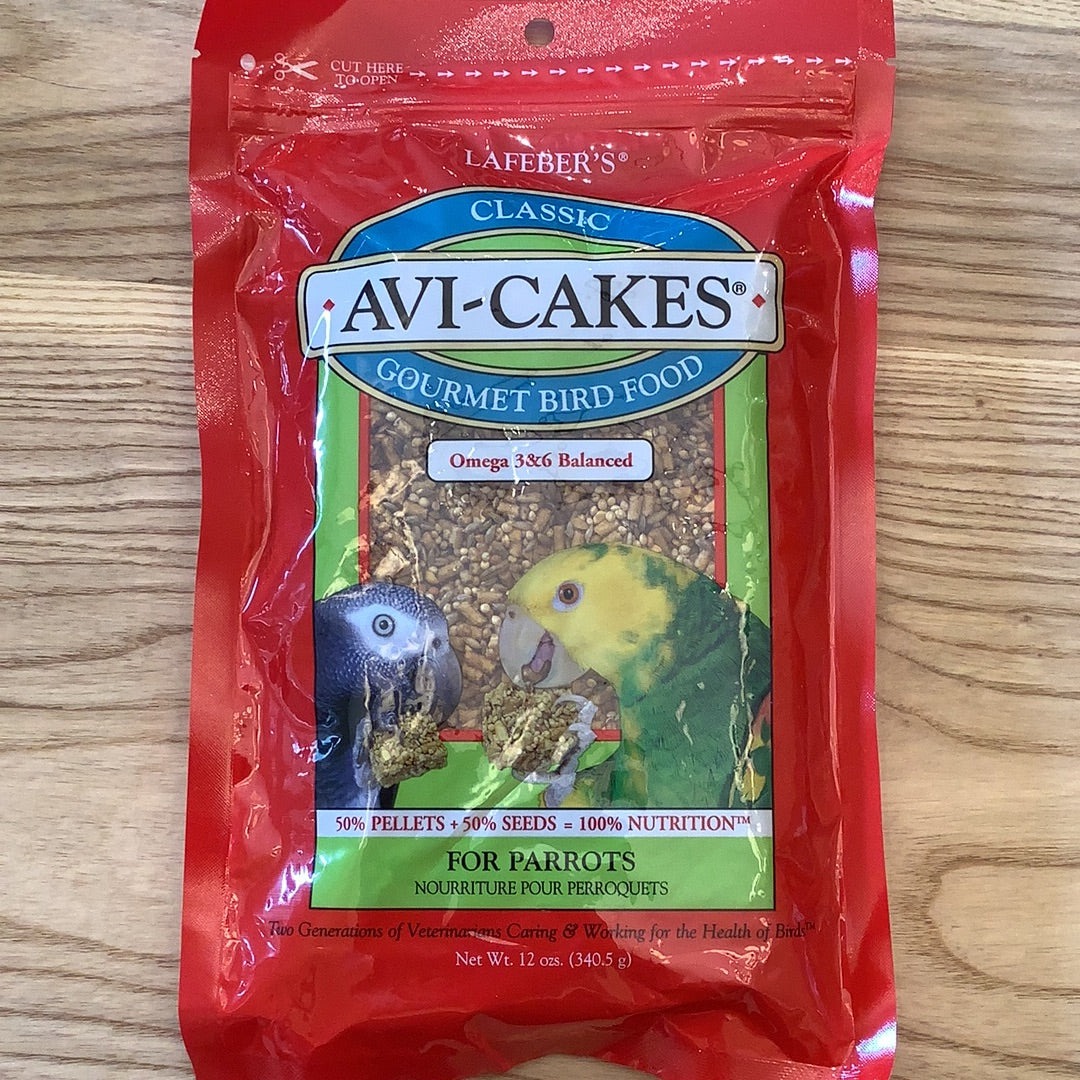 CUT HERE
TO OPEN
LAFEBER'S®
CLASSIC
AVI-CAKES®
GOURMET BIRD FOOD
Omega 3&6 Balanced
50% PELLETS + 50% SEEDS = 100% NUTRITION™
FOR PARROTS
NOURRITURE POUR PERROQUETS
Two Generations of Veterinarians Caring & Working for the Health of Birds™
Net Wt. 12 ozs. (340.5 g)